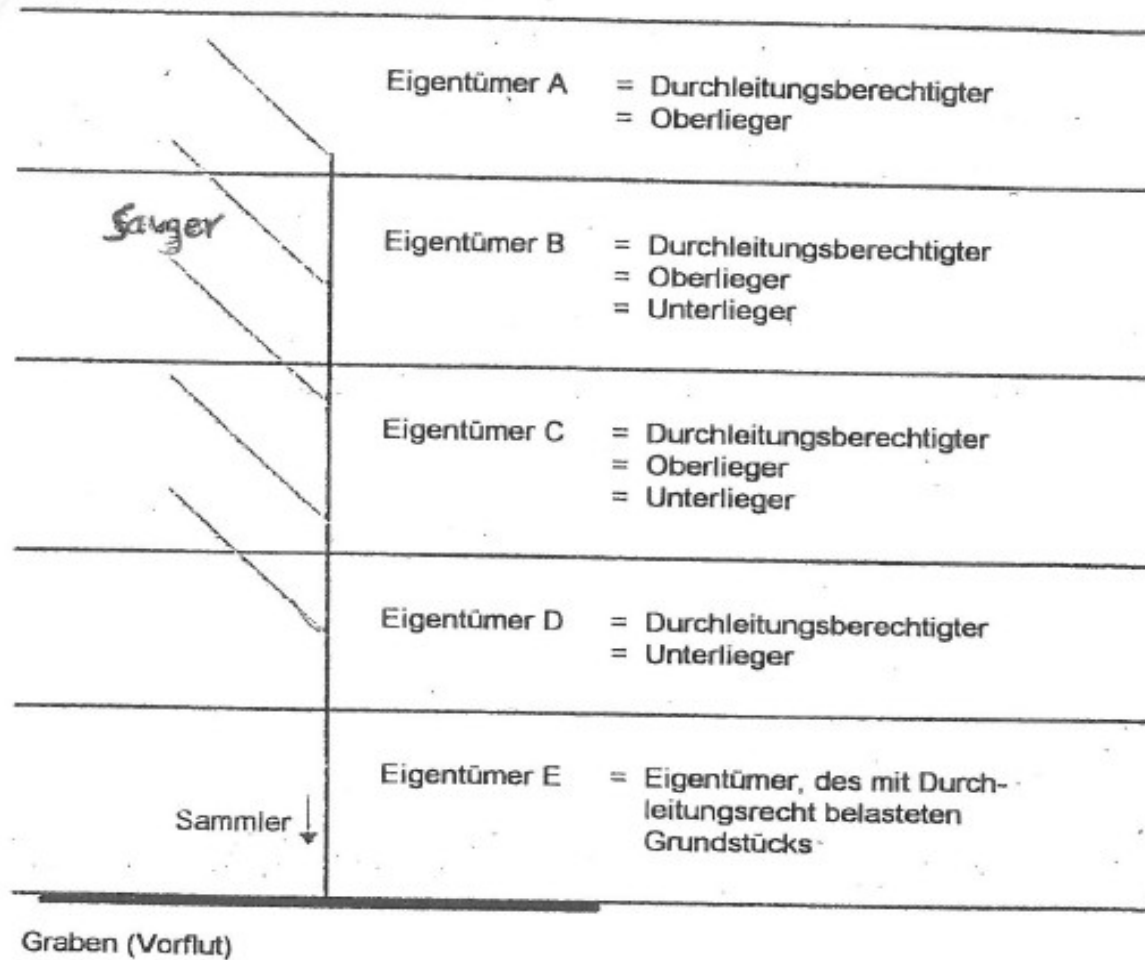 Eigentümer A = Durchleitungsberechtigter
= Oberlieger
Sauger
Eigentümer B = Durchleitungsberechtigter
= Oberlieger
= Unterlieger
Eigentümer C = Durchleitungsberechtigter
= Oberlieger
= Unterlieger
Eigentümer D = Durchleitungsberechtigter
= Unterlieger
Eigentümer E = Eigentümer, des mit Durch-
leitungsrecht belasteten
Grundstücks
Sammler
Graben (Vorflut)